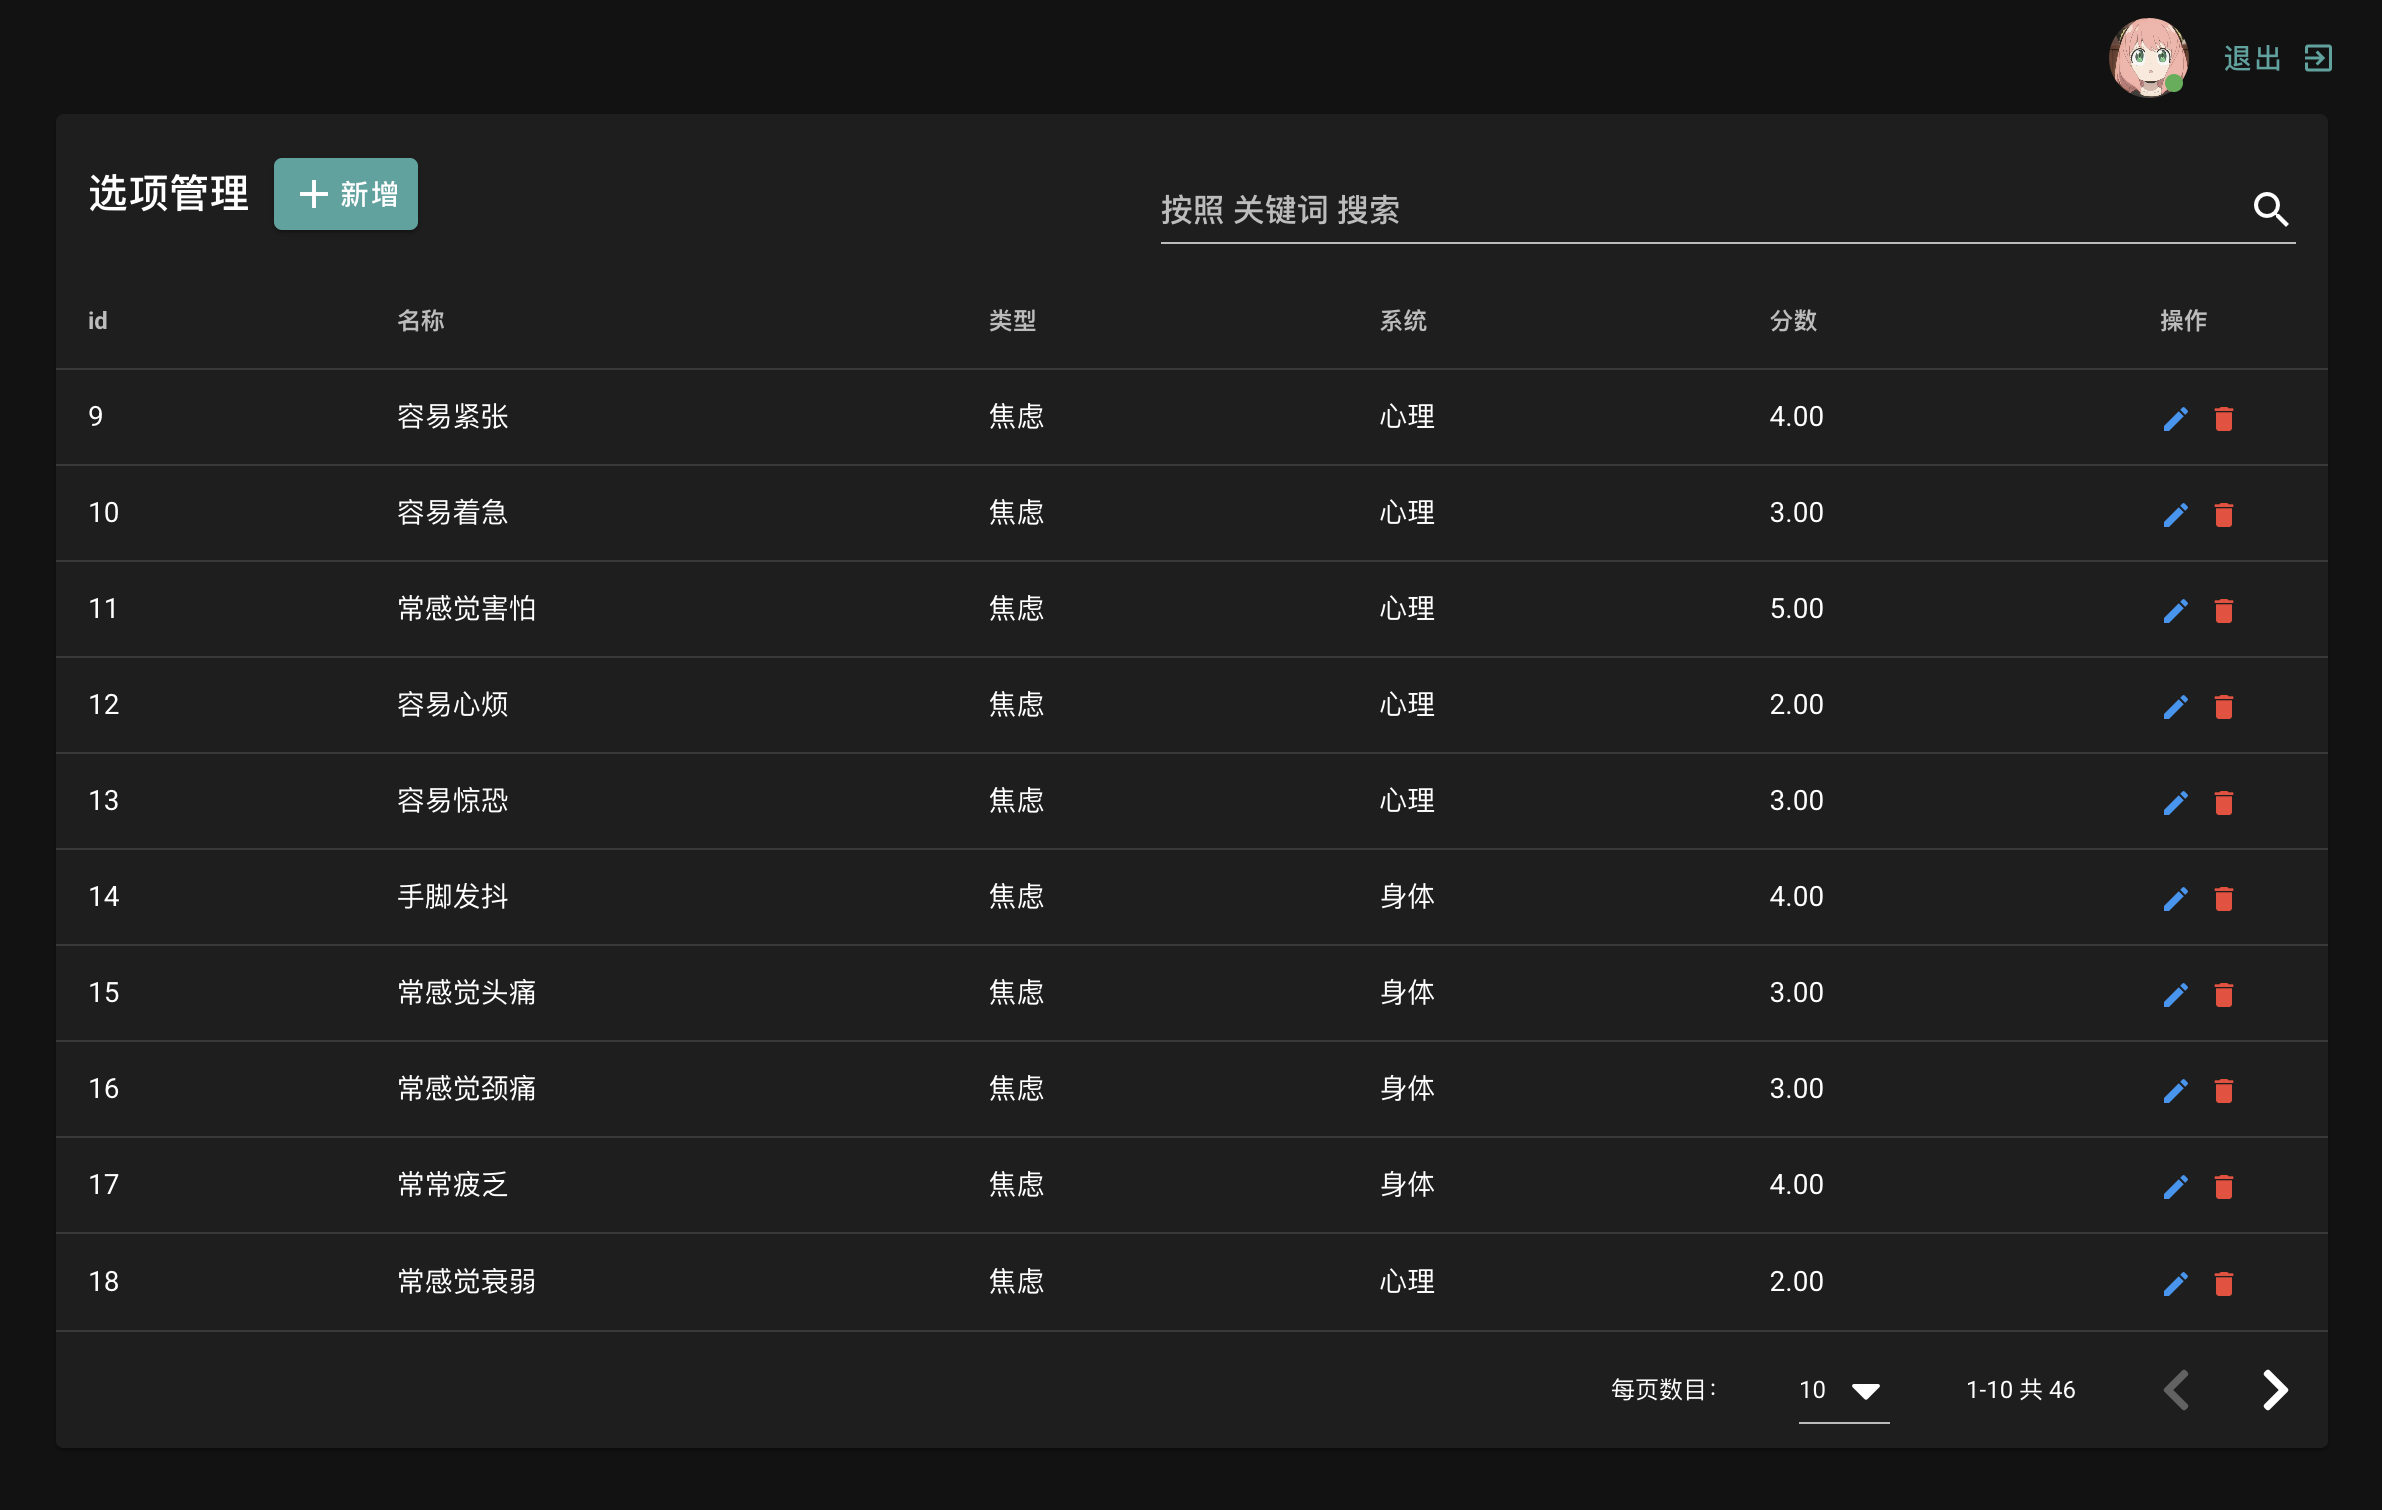 退出
选项管理 新增
按照 关键词 搜索
id 名称 类型 系统 分数 操作
9 容易紧张 焦虑 心理 4.00
10 容易着急 焦虑 心理 3.00
11 常感觉害怕 焦虑 心理 5.00
12 容易心烦 焦虑 心理 2.00
13 容易惊恐 焦虑 心理 3.00
14 手脚发抖 焦虑 身体 4.00
15 常感觉头痛 焦虑 身体 3.00
16 常感觉颈痛 焦虑 身体 3.00
17 常常疲乏 焦虑 身体 4.00
18 常感觉衰弱 焦虑 心理 2.00
每页数目： 10 1-10 共 46